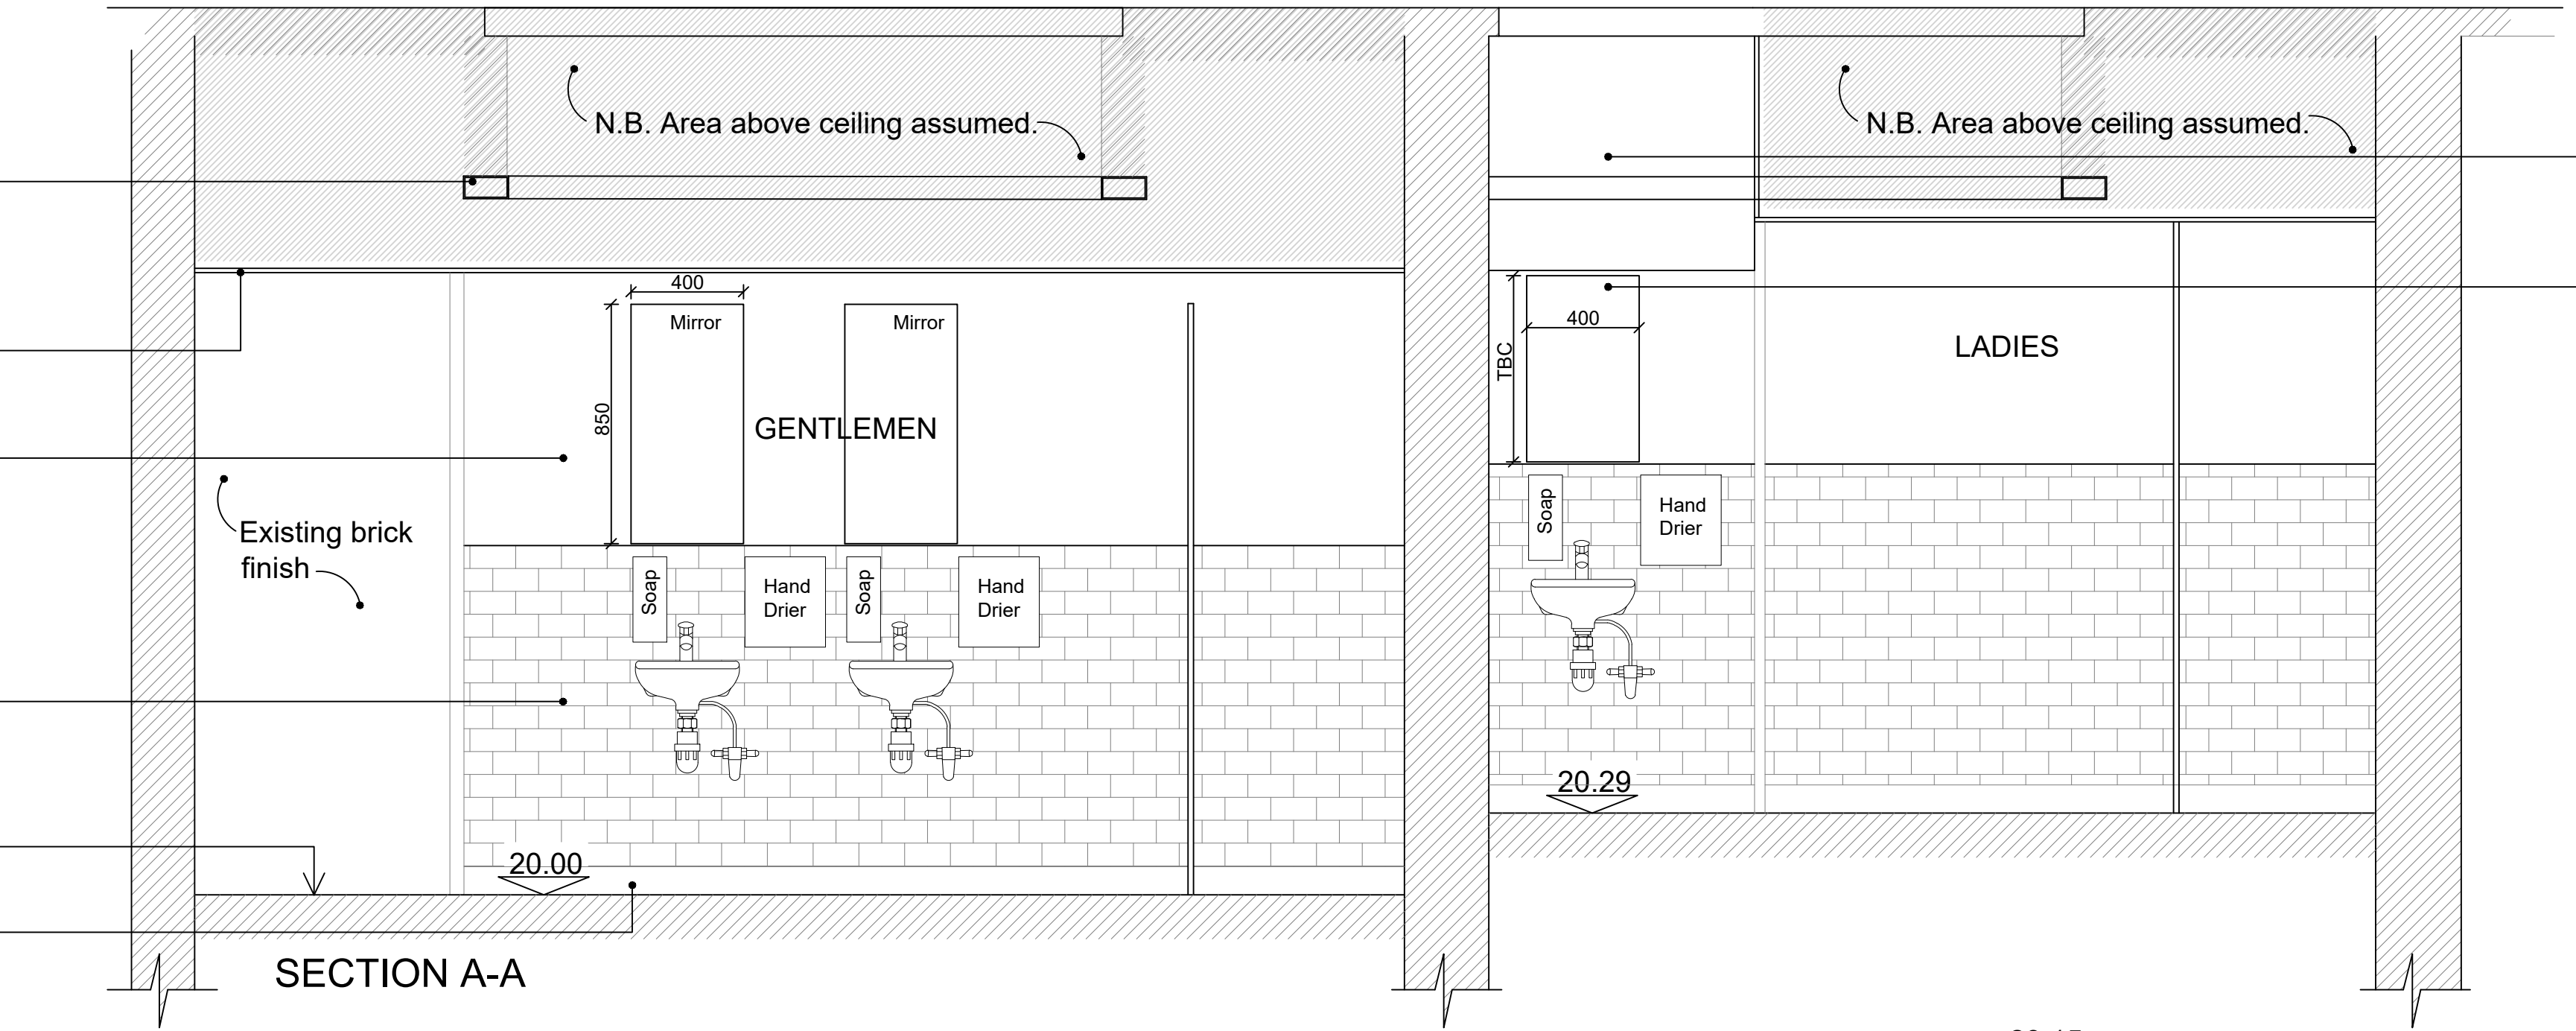 N.B. Area above ceiling assumed.
N.B. Area above ceiling assumed.
400
Mirror
Mirror
850
GENTLEMEN
Existing brick
finish
Soap
Hand
Drier
Soap
Hand
Drier
20.00
400
TBC
LADIES
Soap
Hand
Drier
20.29
SECTION A-A